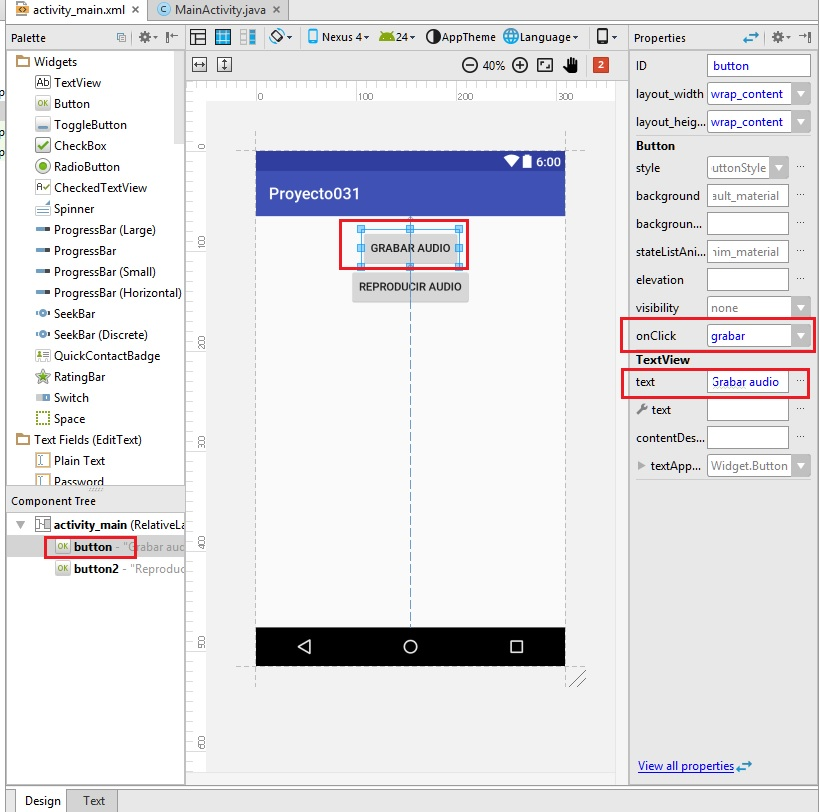 activity_main.xml × MainActivity.java ×
Palette
Nexus 4 24 AppTheme Language
Properties
40% 2
Widgets
Ab TextView
OK Button
ToggleButton
CheckBox
RadioButton
CheckedTextView
Spinner
ProgressBar (Large)
ProgressBar
ProgressBar (Small)
ProgressBar (Horizontal)
SeekBar
SeekBar (Discrete)
QuickContactBadge
RatingBar
Switch
Space
Text Fields (EditText)
Plain Text
Password
Component Tree
activity_main (RelativeLa
OK button - "Grabar aud
OK button2 - "Reproduc
0 100 200 300
0
100
200
300
400
500
600
6:00
Proyecto031
GRABAR AUDIO
REPRODUCIR AUDIO
ID button
layout_width wrap_content
layout_heig... wrap_content
Button
style uttonStyle ...
background ault_material ...
backgroun... ...
stateListAni... nim_material ...
elevation ...
visibility none
onClick grabar
TextView
text Grabar audio ...
text ...
contentDes... ...
textApp... Widget.Button
View all properties
Design Text